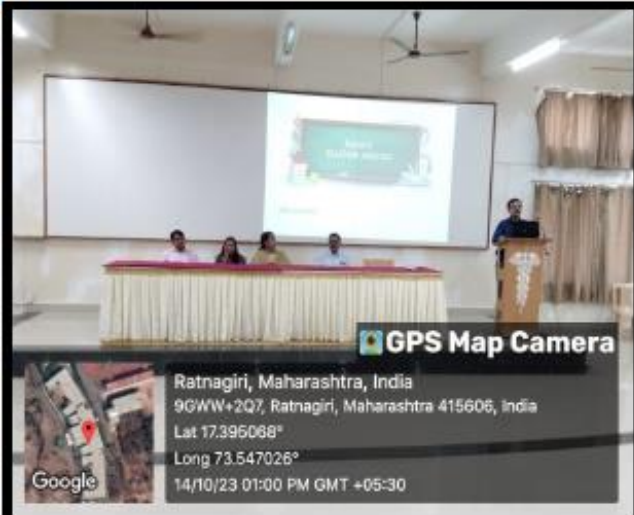 GPS Map Camera
Ratnagiri, Maharashtra, India
9GWW+2Q7, Ratnagiri, Maharashtra 415606, India
Lat 17.395068°
Long 73.547026°
14/10/23 01:00 PM GMT +05:30
Google